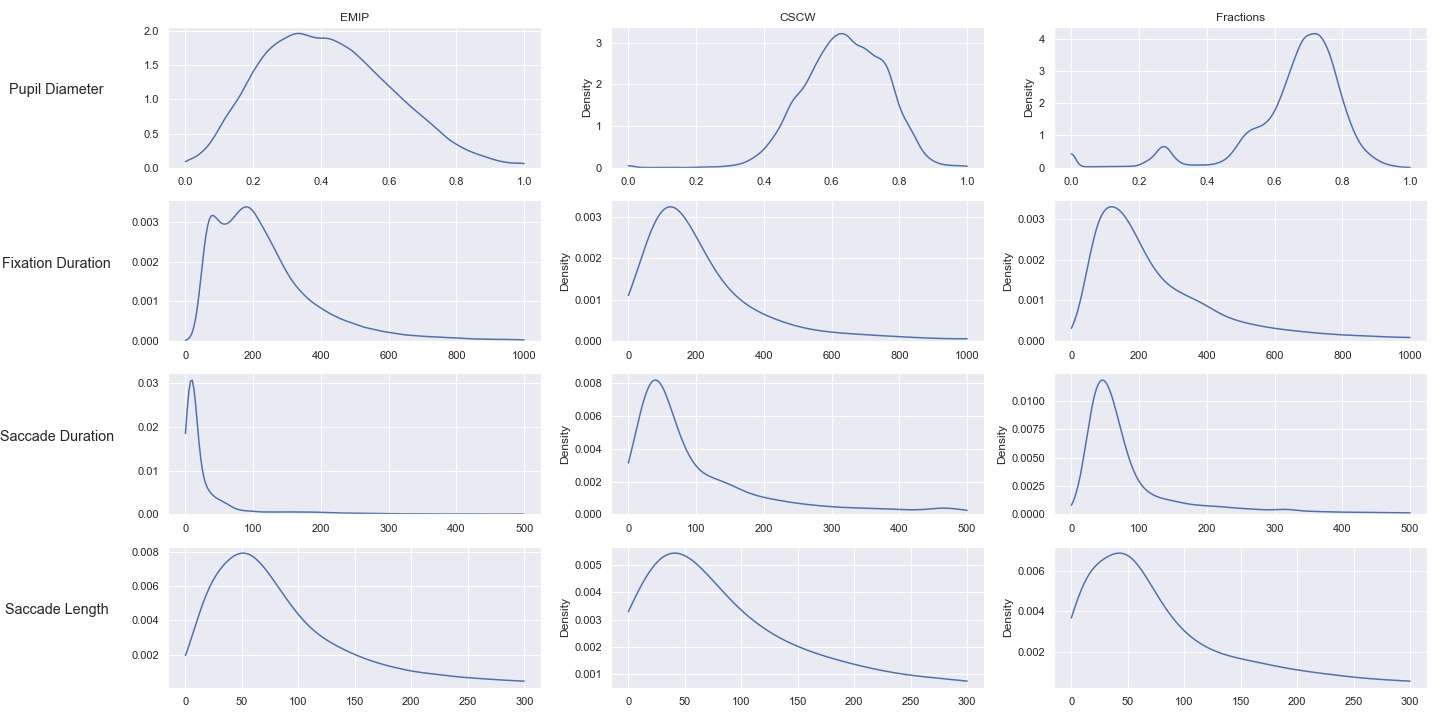 EMIP CSCW Fractions
Pupil Diameter
2.0
1.5
1.0
0.5
0.0
0.0 0.2 0.4 0.6 0.8 1.0
Density
3
2
1
0
0.0 0.2 0.4 0.6 0.8 1.0
Density
4
3
2
1
0
0.0 0.2 0.4 0.6 0.8 1.0
Fixation Duration
0.003
0.002
0.001
0.000
0 200 400 600 800 1000
Density
0.003
0.002
0.001
0.000
0 200 400 600 800 1000
Density
0.003
0.002
0.001
0.000
0 200 400 600 800 1000
Saccade Duration
0.03
0.02
0.01
0.00
0 100 200 300 400 500
Density
0.008
0.006
0.004
0.002
0.000
0 100 200 300 400 500
Density
0.0100
0.0075
0.0050
0.0025
0.0000
0 100 200 300 400 500
Saccade Length
0.008
0.006
0.004
0.002
0 50 100 150 200 250 300
Density
0.005
0.004
0.003
0.002
0.001
0 50 100 150 200 250 300
Density
0.006
0.004
0.002
0 50 100 150 200 250 300